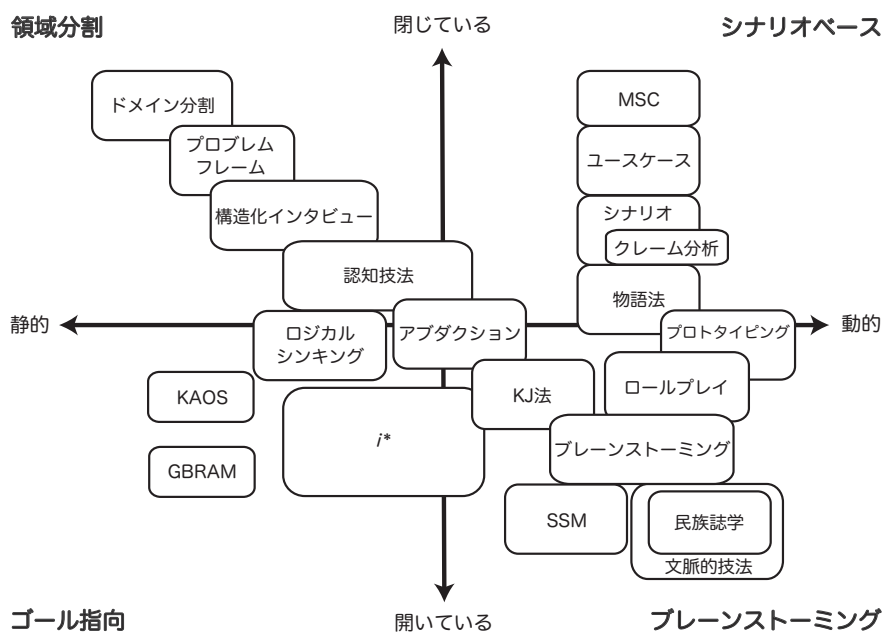 領域分割
閉じている
シナリオベース
ドメイン分割
MSC
プロブレム
フレーム
ユースケース
構造化インタビュー
シナリオ
クレーム分析
認知技法
物語法
静的
ロジカル
シンキング
アブダクション
プロトタイピング
動的
KAOS
KJ法
ロールプレイ
i*
ブレーンストーミング
GBRAM
SSM
民族誌学
文脈的技法
ゴール指向
開いている
ブレーンストーミング